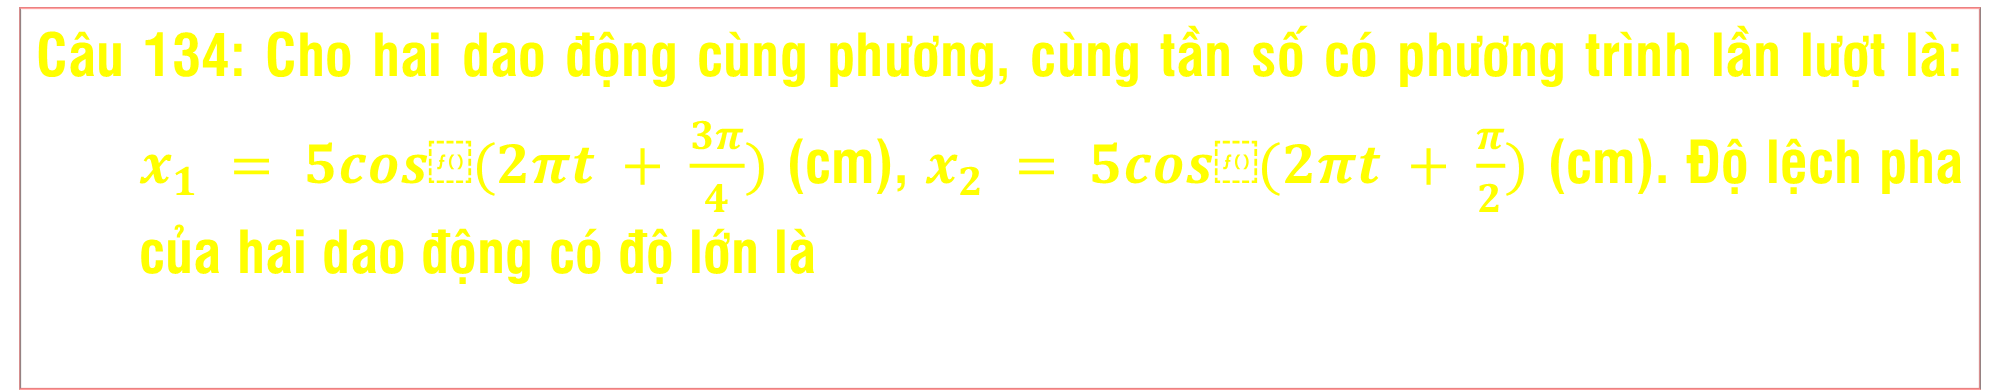 Câu 134: Cho hai dao động cùng phương, cùng tần số có phương trình lần lượt là:
x₁ = 5cos(2πt + 3π/4) (cm), x₂ = 5cos(2πt + π/2) (cm). Độ lệch pha
của hai dao động có độ lớn là